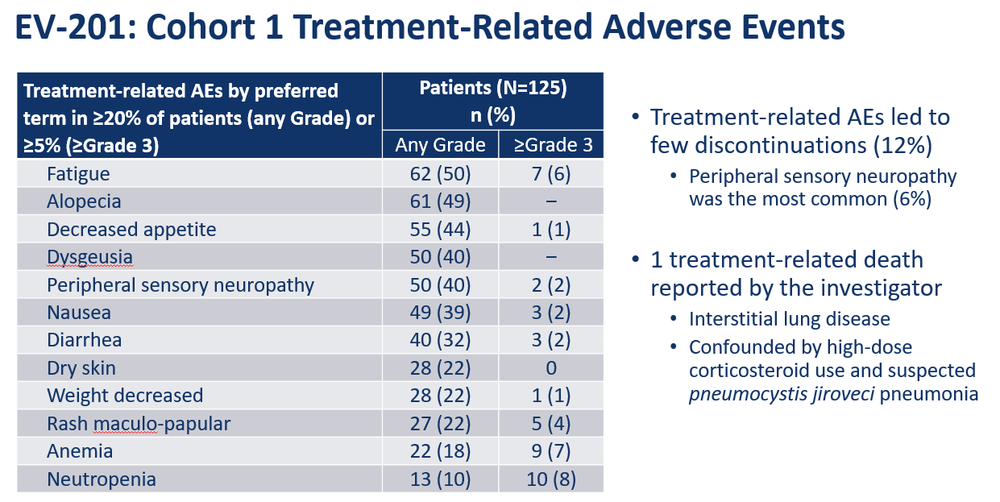 EV-201: Cohort 1 Treatment-Related Adverse Events
Treatment-related AEs by preferred
term in ≥20% of patients (any Grade) or
≥5% (≥Grade 3)
Patients (N=125)
n (%)
Any Grade ≥Grade 3
Fatigue 62 (50) 7 (6)
Alopecia 61 (49) –
Decreased appetite 55 (44) 1 (1)
Dysgeusia 50 (40) –
Peripheral sensory neuropathy 50 (40) 2 (2)
Nausea 49 (39) 3 (2)
Diarrhea 40 (32) 3 (2)
Dry skin 28 (22) 0
Weight decreased 28 (22) 1 (1)
Rash maculo-papular 27 (22) 5 (4)
Anemia 22 (18) 9 (7)
Neutropenia 13 (10) 10 (8)
• Treatment-related AEs led to
few discontinuations (12%)
• Peripheral sensory neuropathy
was the most common (6%)
• 1 treatment-related death
reported by the investigator
• Interstitial lung disease
• Confounded by high-dose
corticosteroid use and suspected
pneumocystis jiroveci pneumonia